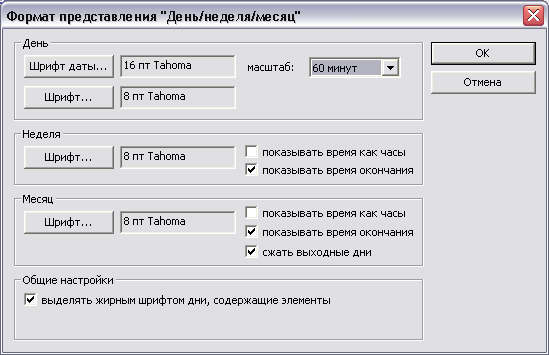 Формат представления "День/неделя/месяц"
День
Шрифт даты... 16 пт Tahoma масштаб: 60 минут
Шрифт... 8 пт Tahoma
OK
Отмена
Неделя
Шрифт... 8 пт Tahoma
показывать время как часы
показывать время окончания
Месяц
Шрифт... 8 пт Tahoma
показывать время как часы
показывать время окончания
сжать выходные дни
Общие настройки
выделять жирным шрифтом дни, содержащие элементы